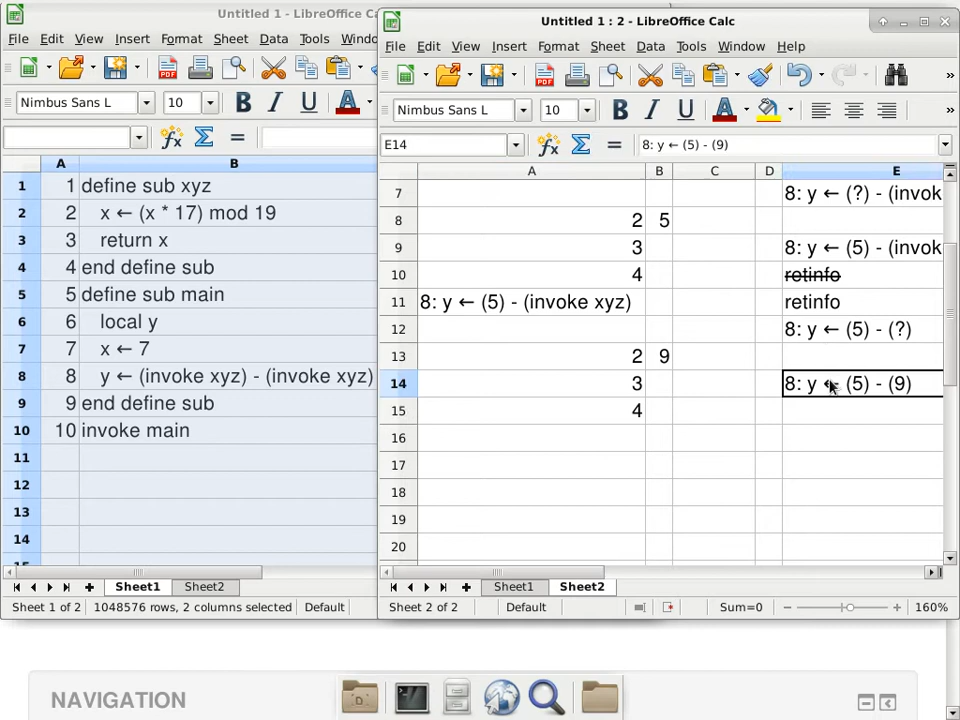 Untitled 1 - LibreOffice Ca
File Edit View Insert Format Sheet Data Tools Windo
Nimbus Sans L 10
A B
1 1 define sub xyz
2 2 x ← (x * 17) mod 19
3 3 return x
4 4 end define sub
5 5 define sub main
6 6 local y
7 7 x ← 7
8 8 y ← (invoke xyz) - (invoke xyz)
9 9 end define sub
10 10 invoke main
11
12
13
14
Sheet1 Sheet2
Sheet 1 of 2 1048576 rows, 2 columns selected Default
Untitled 1 : 2 - LibreOffice Calc
File Edit View Insert Format Sheet Data Tools Window Help
Nimbus Sans L 10
E14 8: y ← (5) - (9)
A B C D E
7 8: y ← (?) - (invok
8 2 5
9 3 8: y ← (5) - (invok
10 4 retinfo
11 8: y ← (5) - (invoke xyz) retinfo
12 8: y ← (5) - (?)
13 2 9
14 3 8: y ← (5) - (9)
15 4
16
17
18
19
20
Sheet1 Sheet2
Sheet 2 of 2 Default Sum=0 160%
NAVIGATION